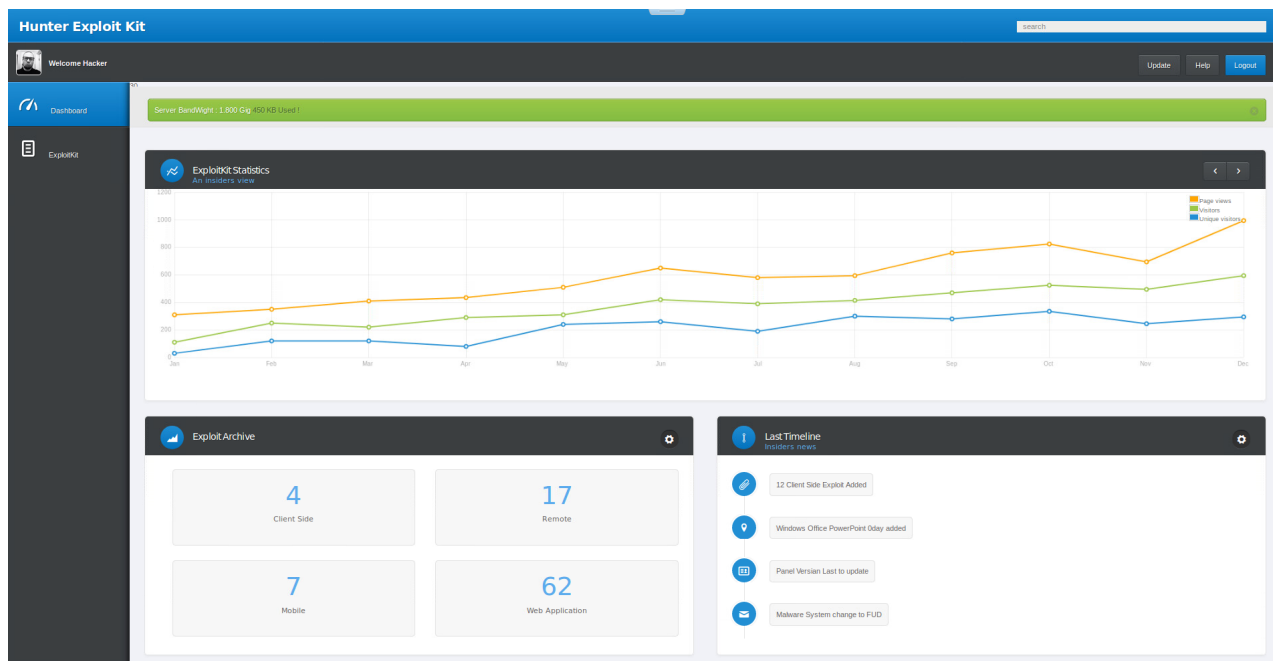 Hunter Exploit Kit
search
Welcome Hacker
Update
Help
Logout
Dashboard
ExploitKit
Server BandWight : 1.800 Gig 450 KB Used !
ExploitKit Statistics
An insiders view
1200
1000
800
600
400
200
0
Page views
Visitors
Unique visitors
Jan
Feb
Mar
Apr
May
Jun
Jul
Aug
Sep
Oct
Nov
Dec
Exploit Archive
4
Client Side
17
Remote
7
Mobile
62
Web Application
Last Timeline
Insiders news
12 Client Side Exploit Added
Windows Office PowerPoint 0day added
Panel Versian Last to update
Malware System change to FUD